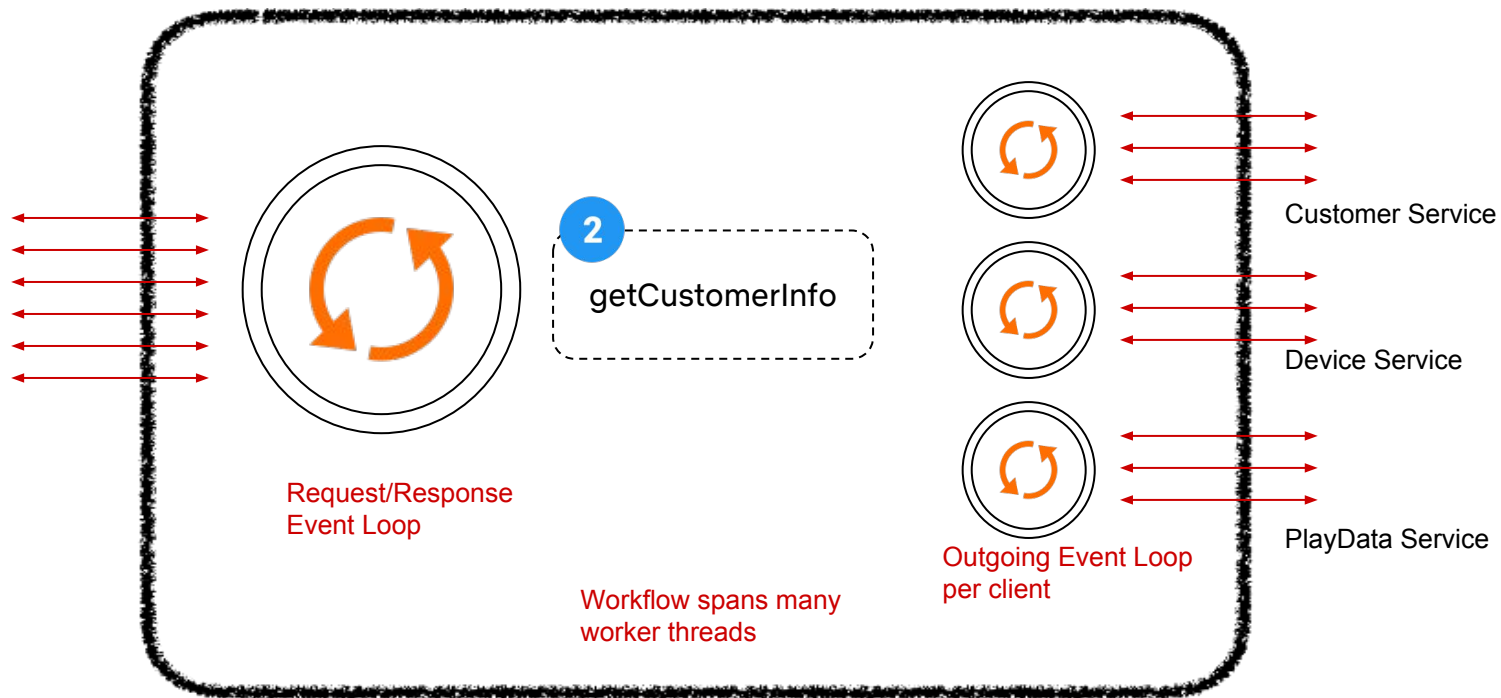 2
getCustomerInfo
Customer Service
Device Service
PlayData Service
Request/Response
Event Loop
Outgoing Event Loop
per client
Workflow spans many
worker threads